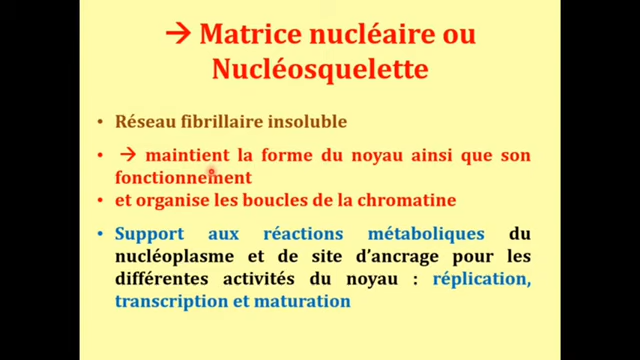 → Matrice nucléaire ou
Nucléosquelette
• Réseau fibrillaire insoluble
• → maintient la forme du noyau ainsi que son
fonctionnement
• et organise les boucles de la chromatine
• Support aux réactions métaboliques du
nucléoplasme et de site d'ancrage pour les
différentes activités du noyau : réplication,
transcription et maturation